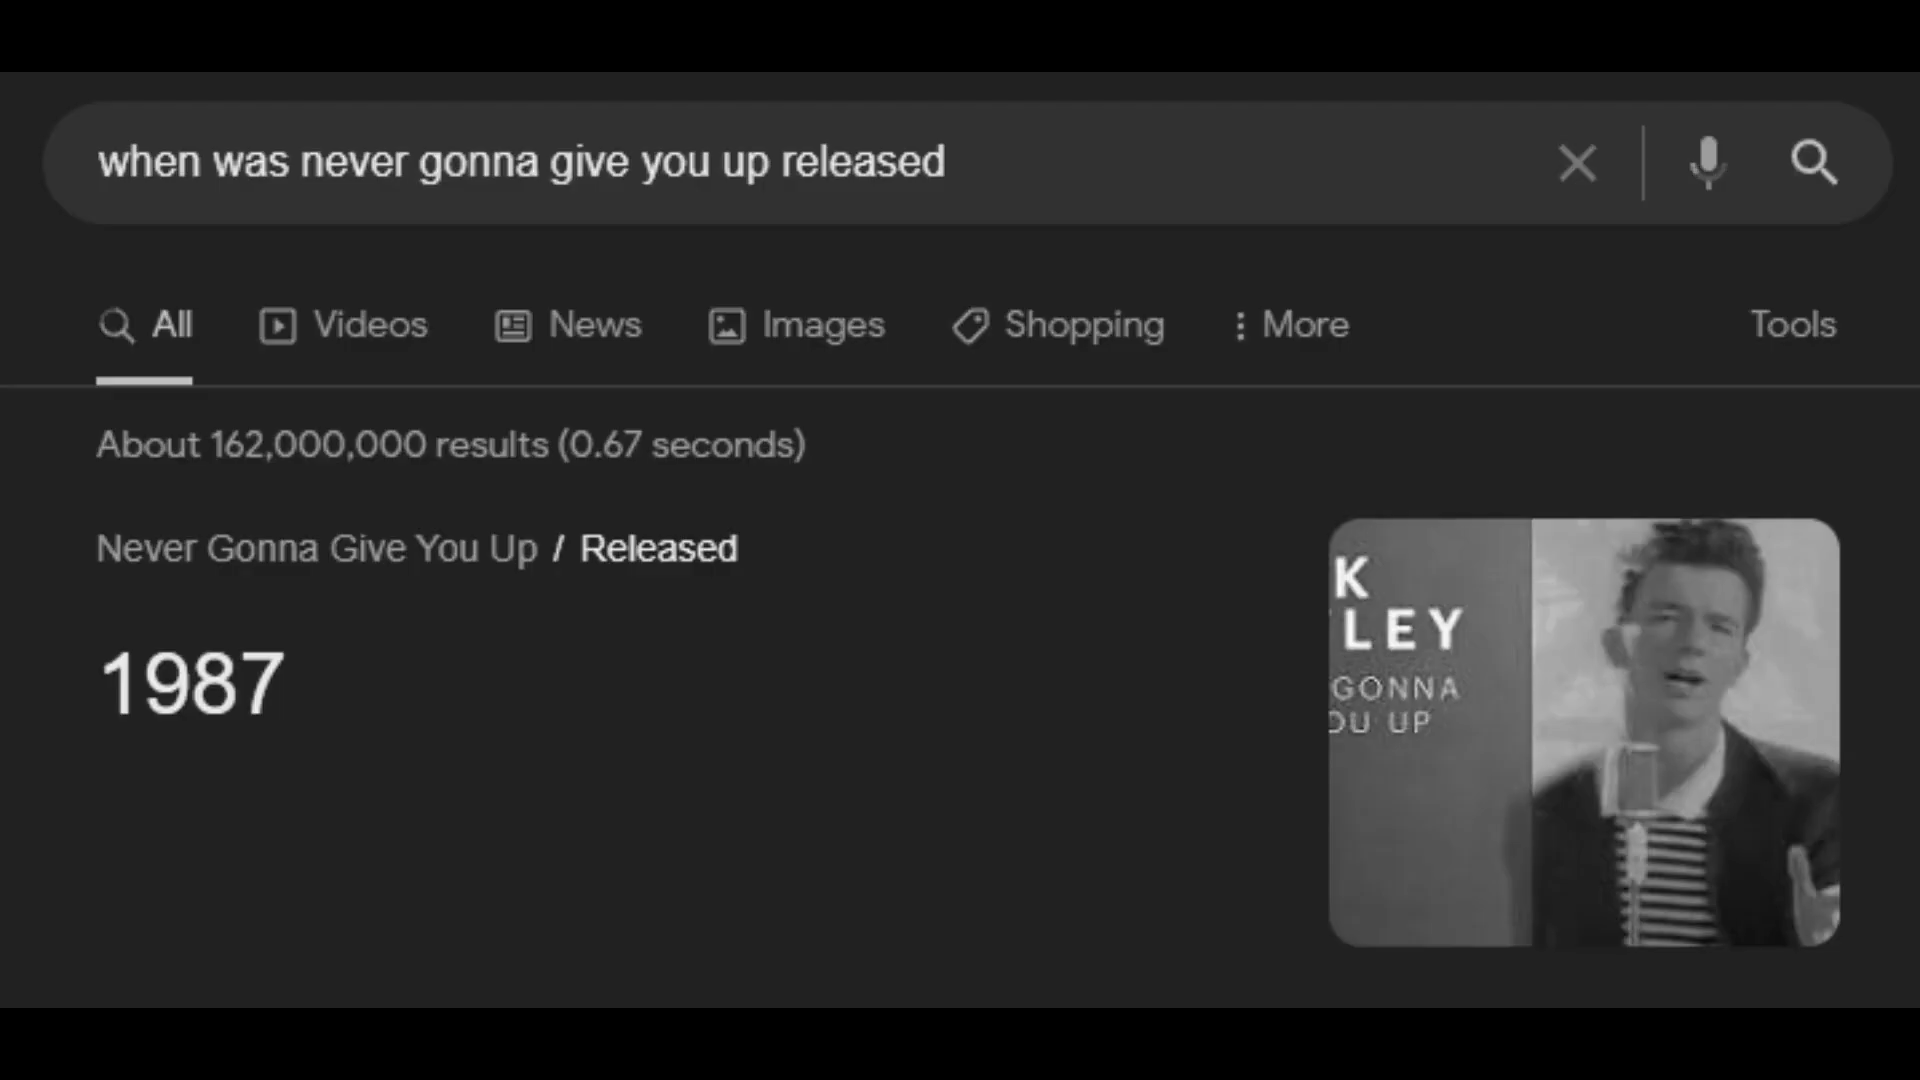 when was never gonna give you up released
All Videos News Images Shopping More Tools
About 162,000,000 results (0.67 seconds)
Never Gonna Give You Up / Released
1987
K
LEY
GONNA
OU UP